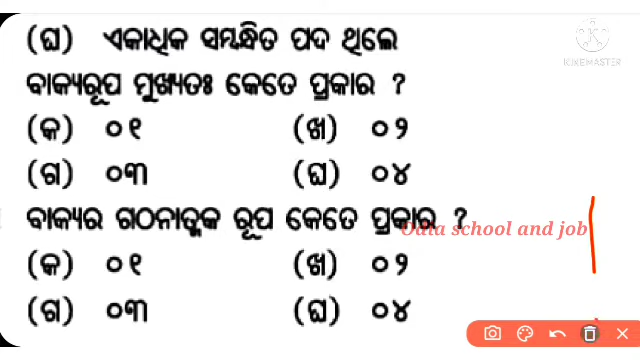 (ଘ) ଏକାଧିକ ସମ୍ବନ୍ଧିତ ପଦ ଥିଲେ
KINEMASTER
ବାକ୍ୟରୂପ ମୁଖ୍ୟତଃ କେତେ ପ୍ରକାର ?
(କ) ୦୧ (ଖ) ୦୨
(ଗ) ୦୩ (ଘ) ୦୪
ବାକ୍ୟର ଗଠନାତ୍ମକ ରୂପ କେତେ ପ୍ରକାର ?
Odia school and job
(କ) ୦୧ (ଖ) ୦୨
(ଗ) ୦୩ (ଘ) ୦୪